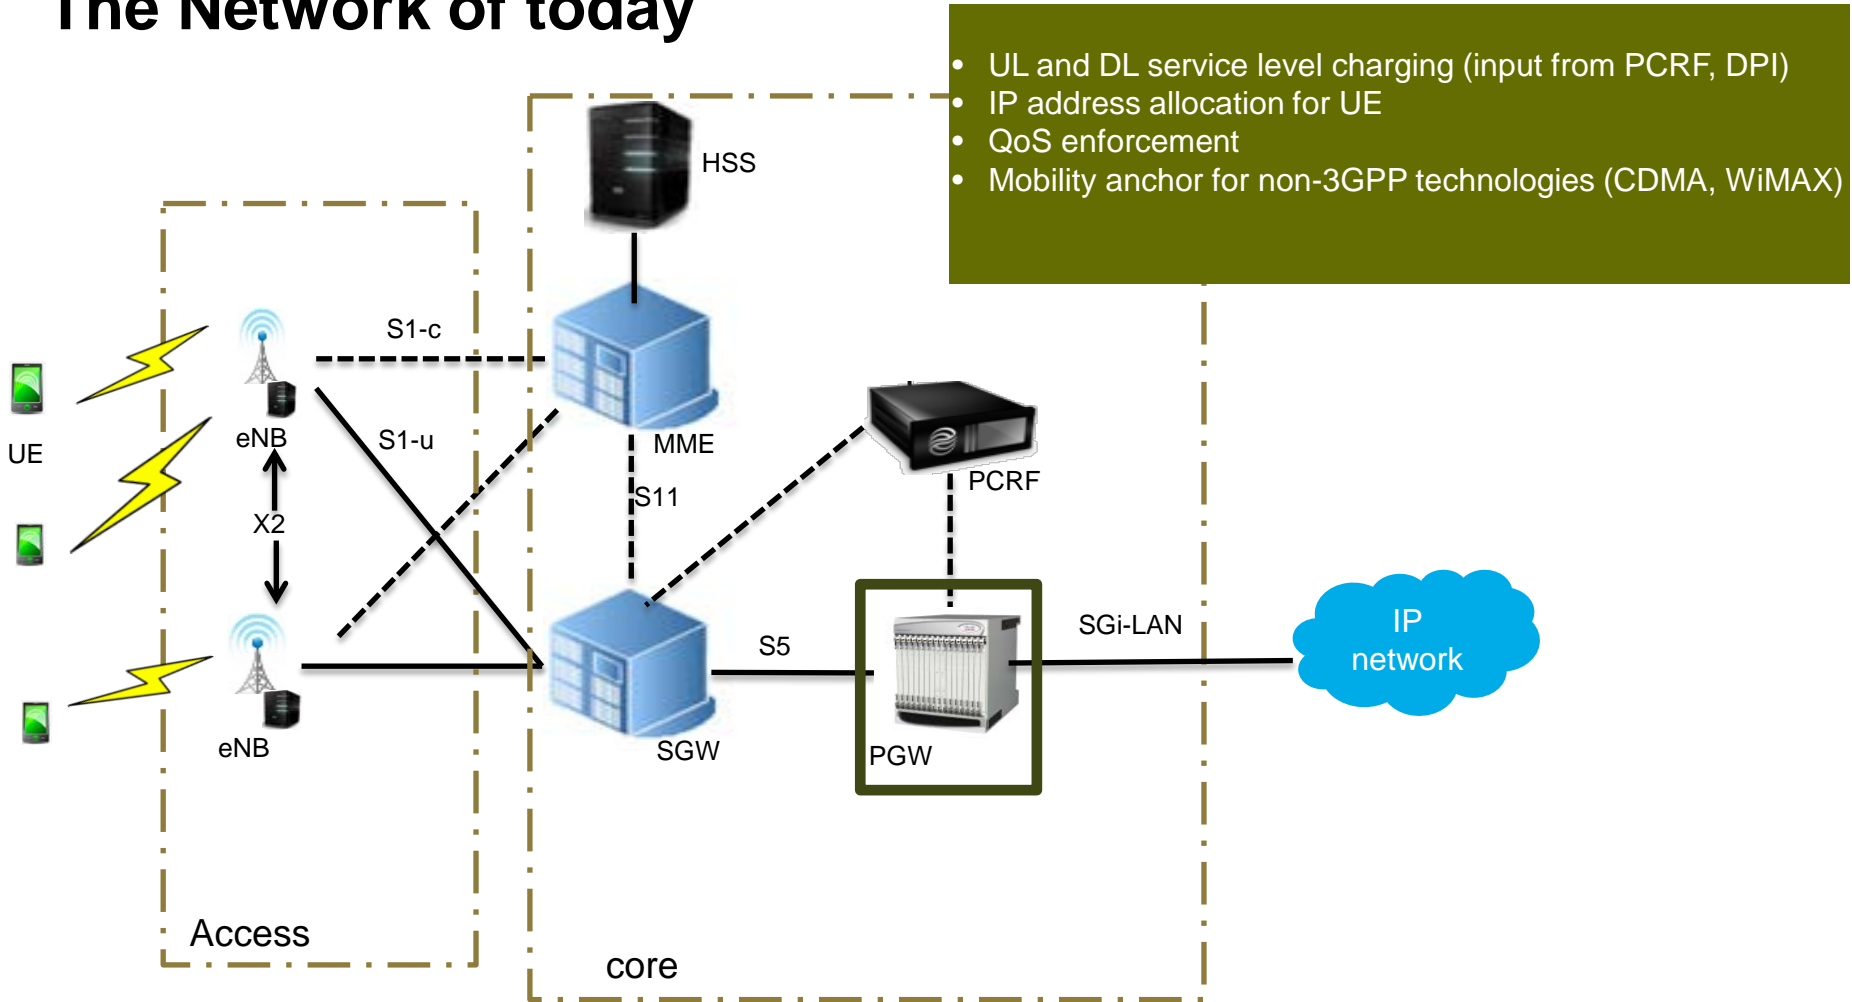 The Network of today
• UL and DL service level charging (input from PCRF, DPI)
• IP address allocation for UE
• QoS enforcement
• Mobility anchor for non-3GPP technologies (CDMA, WiMAX)
HSS
S1-c
eNB
S1-u
MME
UE
PCRF
S11
X2
SGi-LAN
IP
network
S5
eNB
SGW
PGW
Access
core